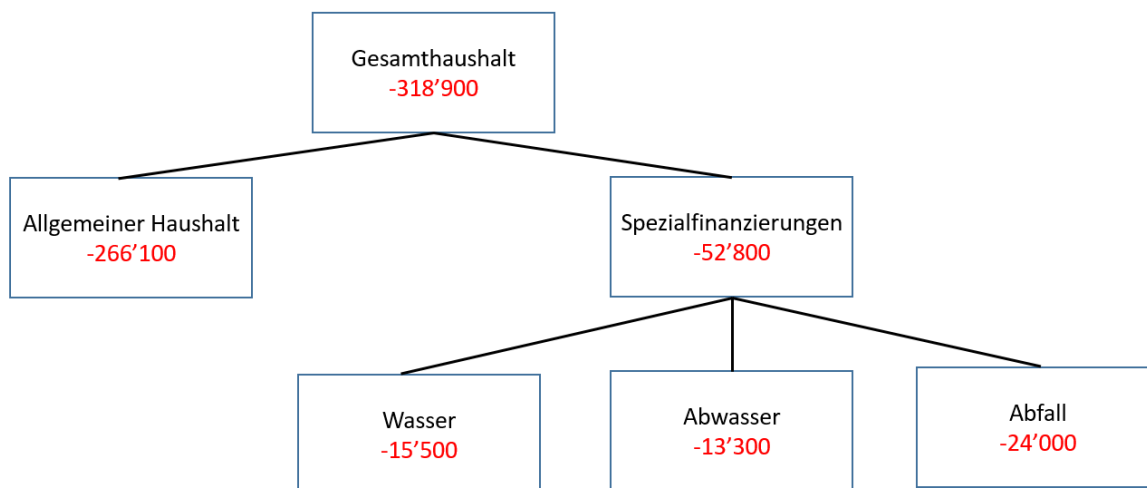 Gesamthaushalt
-318’900
Allgemeiner Haushalt
-266’100
Spezialfinanzierungen
-52’800
Wasser
-15’500
Abwasser
-13’300
Abfall
-24’000